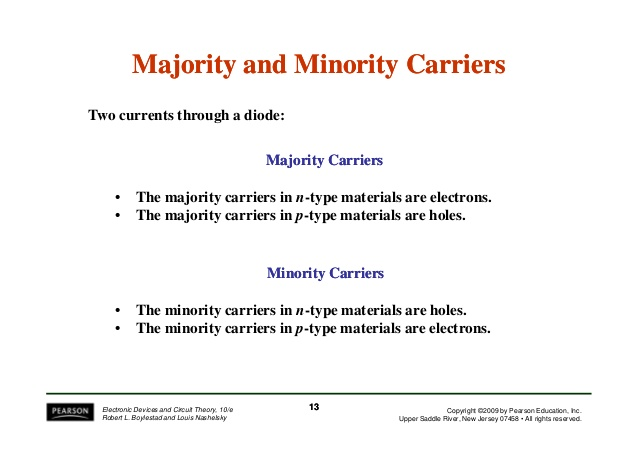 Majority and Minority Carriers
Two currents through a diode:
Majority Carriers
• The majority carriers in n-type materials are electrons.
• The majority carriers in p-type materials are holes.
Minority Carriers
• The minority carriers in n-type materials are holes.
• The minority carriers in p-type materials are electrons.
PEARSON
Electronic Devices and Circuit Theory, 10/e
Robert L. Boylestad and Louis Nashelsky
13
Copyright ©2009 by Pearson Education, Inc.
Upper Saddle River, New Jersey 07458 • All rights reserved.